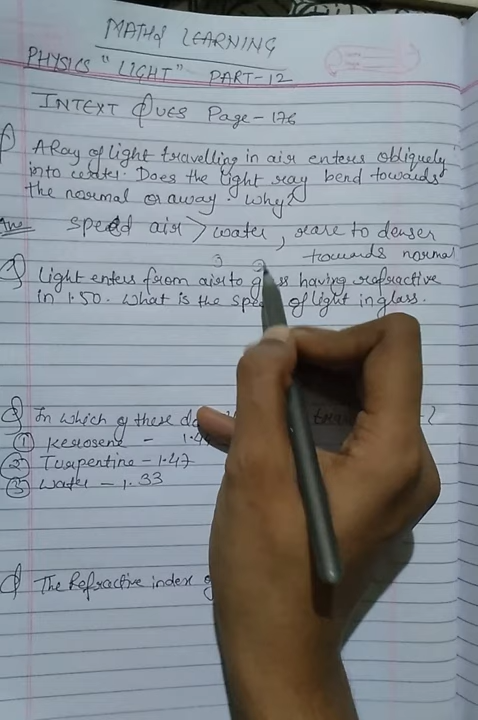 MATHS LEARNING
PHYSICS "LIGHT" PART-12
INTEXT QUES Page-176
Q A Ray of light travelling in air enters obliquely
into water. Does the light ray bend towards
the normal or away. Why?
Ans speed air > water, rare to denser
towards normal
3
Q Light enters from air to glass having refractive
in 1.50. What is the speed of light in glass.
Q In which of these
① Kerosene -
② Turpentine - 1.47
③ Water - 1.33
Q The Refractive index